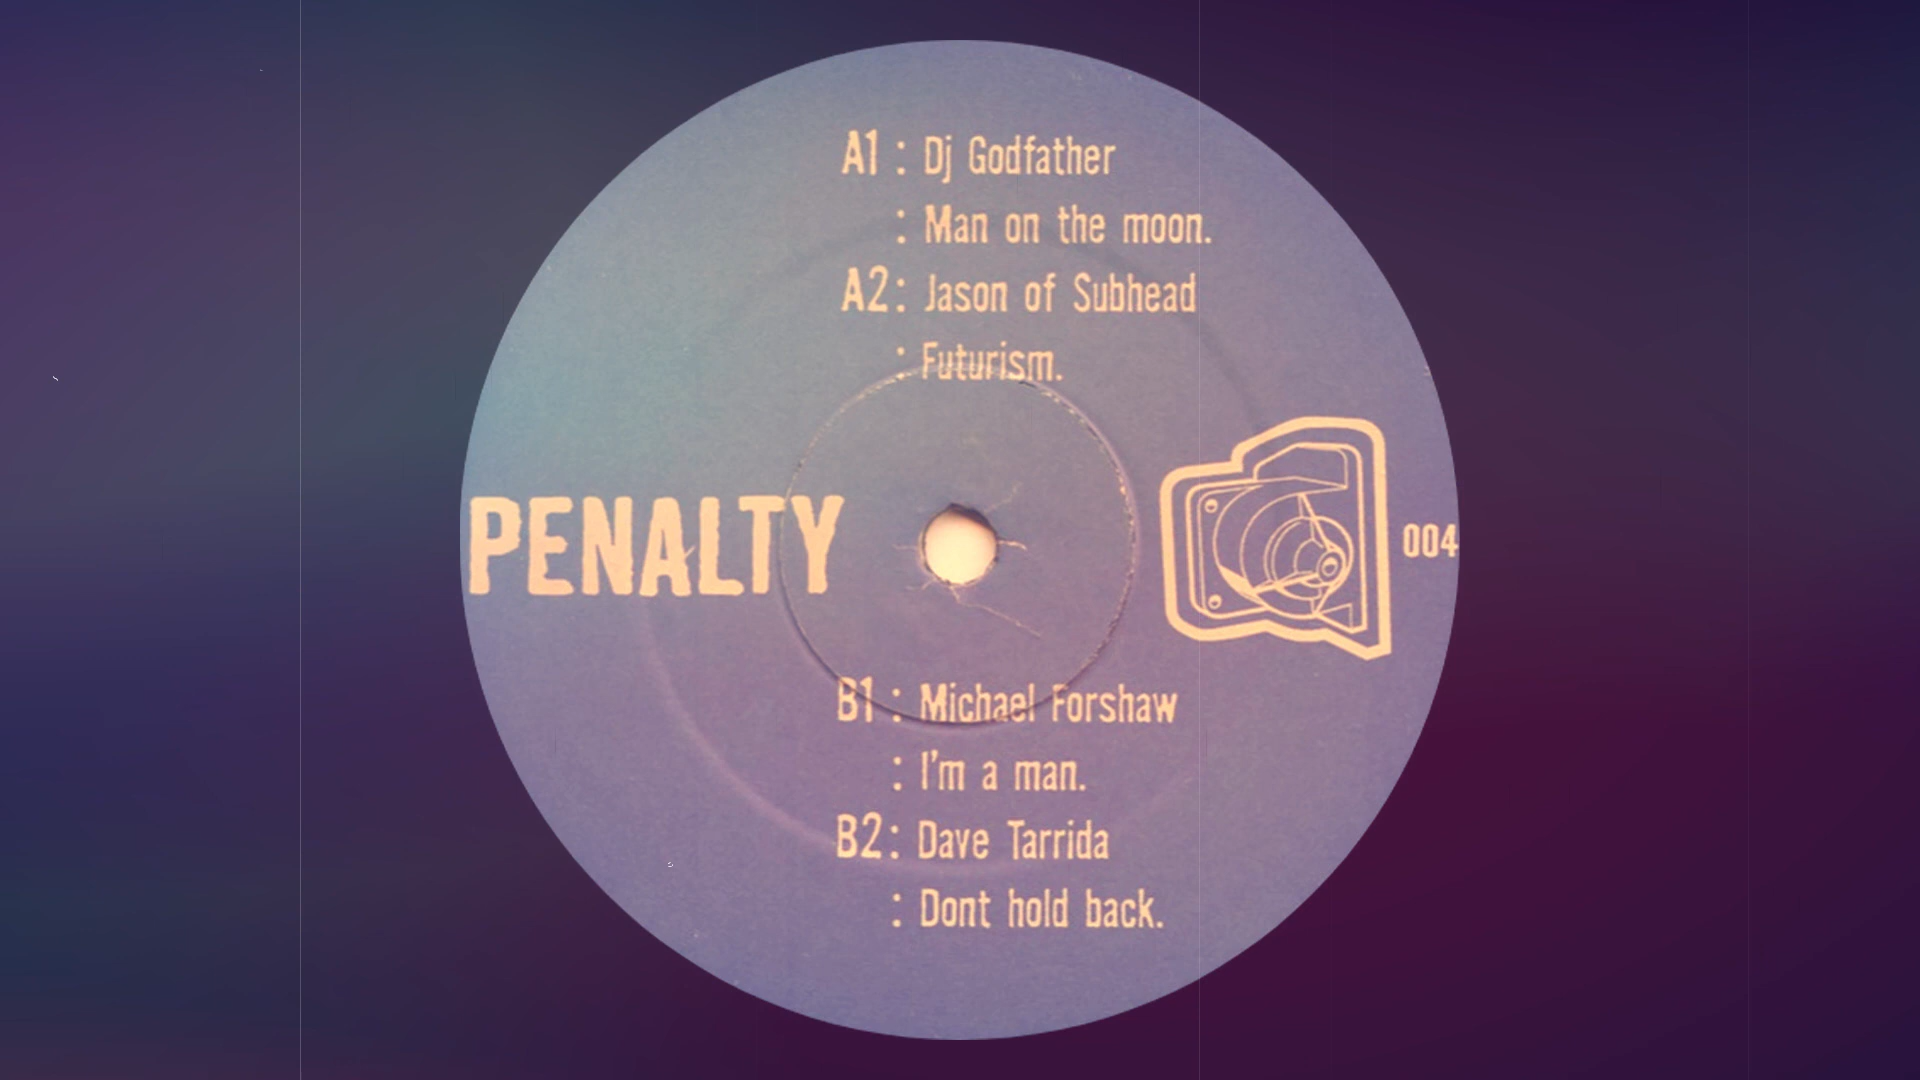 A1 : Dj Godfather
: Man on the moon.
A2 : Jason of Subhead
: Futurism.
PENALTY
004
B1 : Michael Forshaw
: I'm a man.
B2 : Dave Tarrida
: Dont hold back.